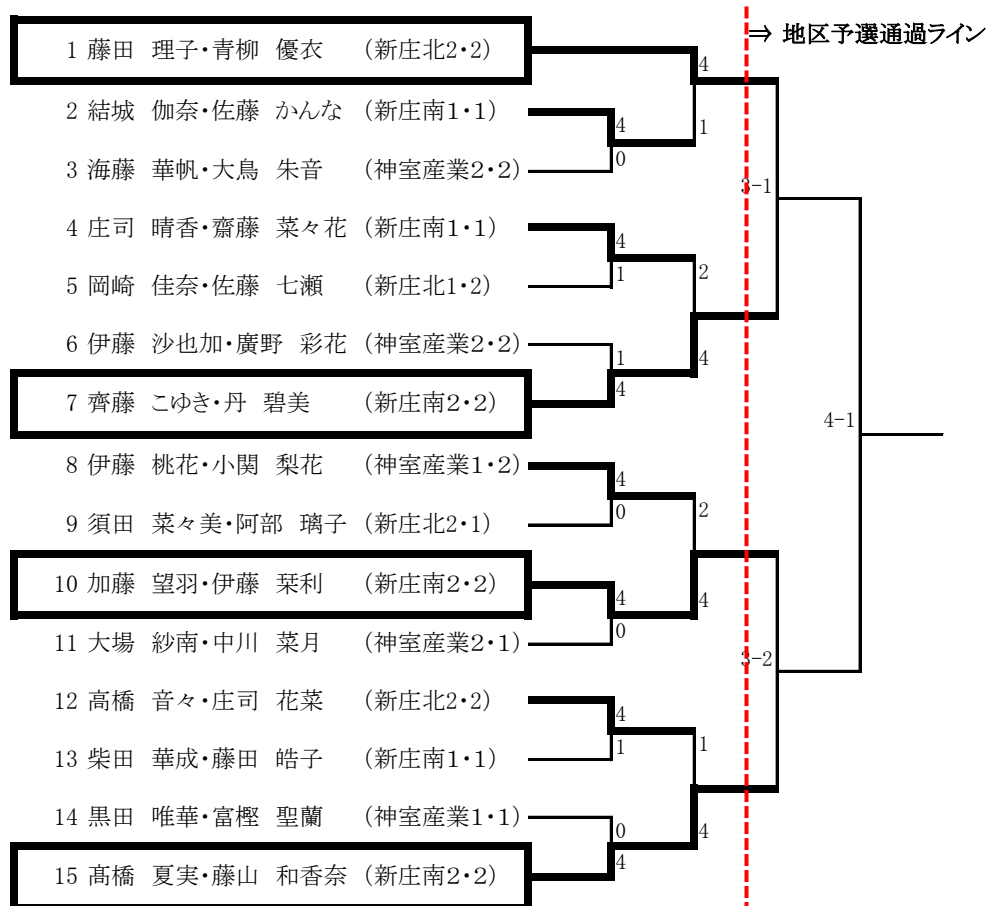 ⇒ 地区予選通過ライン
1 藤田 理子・青柳 優衣 (新庄北2・2)
4
2 結城 伽奈・佐藤 かんな (新庄南1・1)
4
1
0
3 海藤 華帆・大鳥 朱音 (神室産業2・2)
3-1
4 庄司 晴香・齋藤 菜々花 (新庄南1・1)
4
2
1
5 岡崎 佳奈・佐藤 七瀬 (新庄北1・2)
6 伊藤 沙也加・廣野 彩花 (神室産業2・2)
1
4
4
7 齊藤 こゆき・丹 碧美 (新庄南2・2)
4-1
8 伊藤 桃花・小関 梨花 (神室産業1・2)
4
2
0
9 須田 菜々美・阿部 璃子 (新庄北2・1)
10 加藤 望羽・伊藤 栞利 (新庄南2・2)
4
4
0
11 大場 紗南・中川 菜月 (神室産業2・1)
3-2
12 高橋 音々・庄司 花菜 (新庄北2・2)
4
1
1
13 柴田 華成・藤田 皓子 (新庄南1・1)
14 黒田 唯華・富樫 聖蘭 (神室産業1・1)
0
4
4
15 髙橋 夏実・藤山 和香奈 (新庄南2・2)